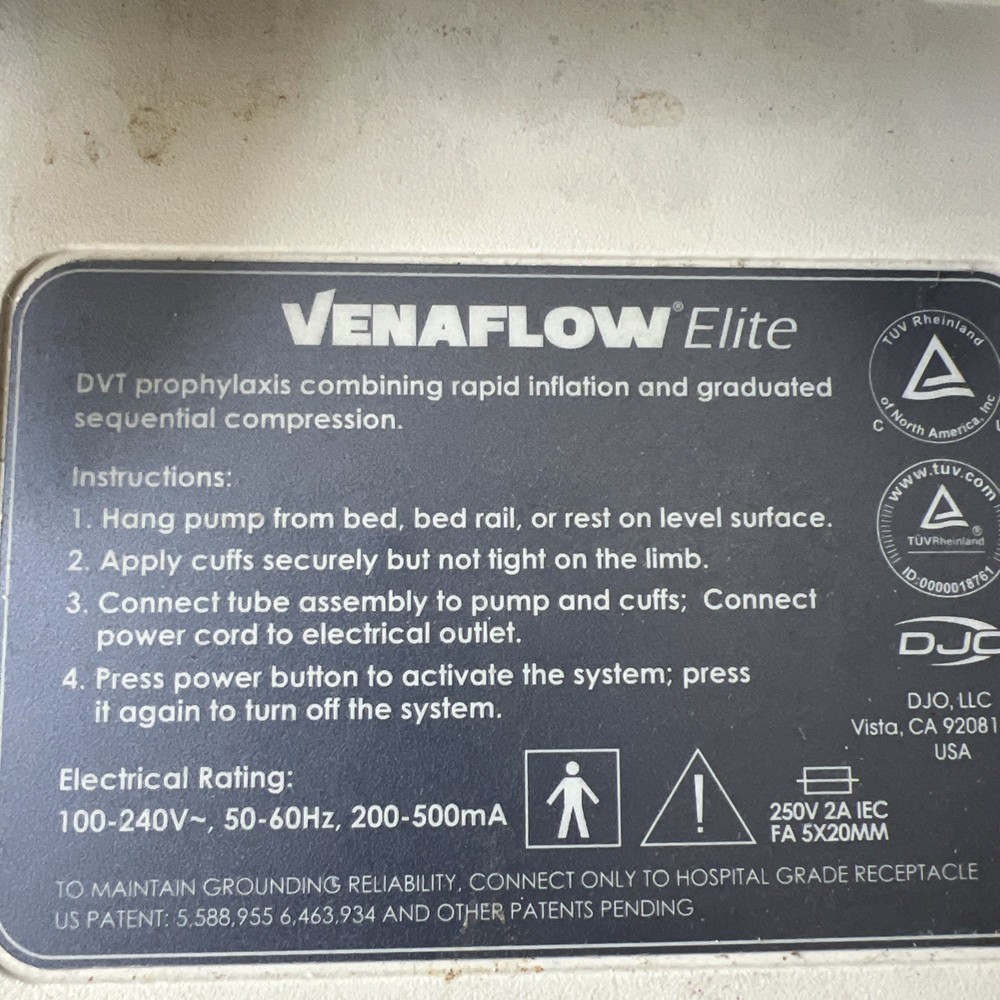 VENAFLOW® Elite
DVT prophylaxis combining rapid inflation and graduated
sequential compression.
Instructions:
1. Hang pump from bed, bed rail, or rest on level surface.
2. Apply cuffs securely but not tight on the limb.
3. Connect tube assembly to pump and cuffs; Connect
power cord to electrical outlet.
4. Press power button to activate the system; press
it again to turn off the system.
Electrical Rating:
100-240V~, 50-60Hz, 200-500mA
250V 2A IEC
FA 5X20MM
TO MAINTAIN GROUNDING RELIABILITY, CONNECT ONLY TO HOSPITAL GRADE RECEPTACLE
US PATENT: 5,588,955 6,463,934 AND OTHER PATENTS PENDING
TÜV Rheinland
of North America, Inc
C
www.tuv.com
TÜVRheinland®
ID:0000018761
DJO
DJO, LLC
Vista, CA 92081
USA